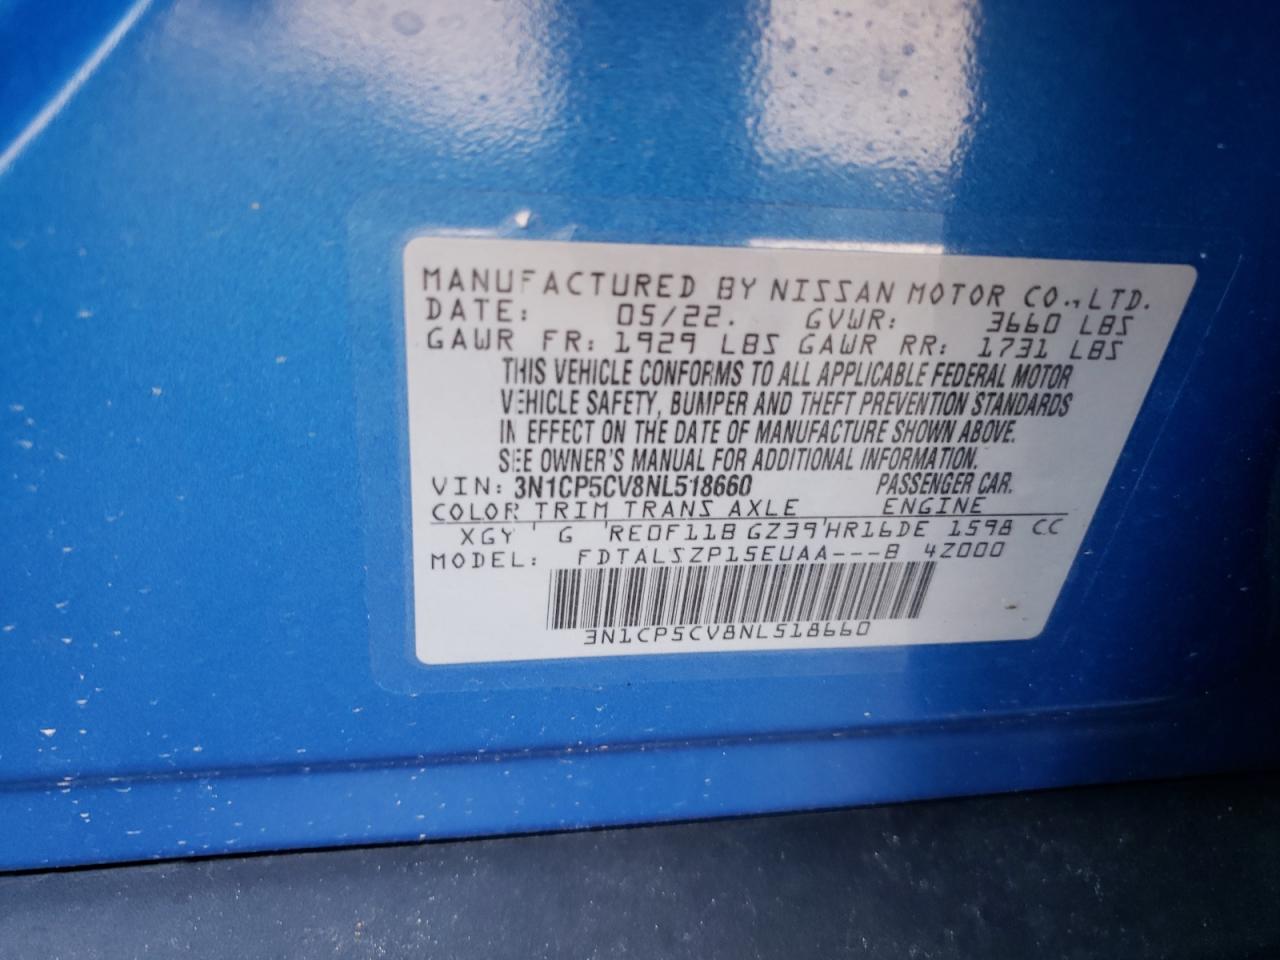 MANUFACTURED BY NISSAN MOTOR CO., LTD.
DATE: 05/22. GVWR: 3660 LBS
GAWR FR: 1929 LBS GAWR RR: 1731 LBS
THIS VEHICLE CONFORMS TO ALL APPLICABLE FEDERAL MOTOR
VEHICLE SAFETY, BUMPER AND THEFT PREVENTION STANDARDS
IN EFFECT ON THE DATE OF MANUFACTURE SHOWN ABOVE.
SEE OWNER'S MANUAL FOR ADDITIONAL INFORMATION.
VIN: 3N1CP5CV8NL518660 PASSENGER CAR.
COLOR TRIM TRANS AXLE ENGINE
XGY ' G ' RE0F11B GZ39 ' HR16DE 1598 CC
MODEL: FDTALSZP15EUAA---B 4Z000
3N1CP5CV8NL518660